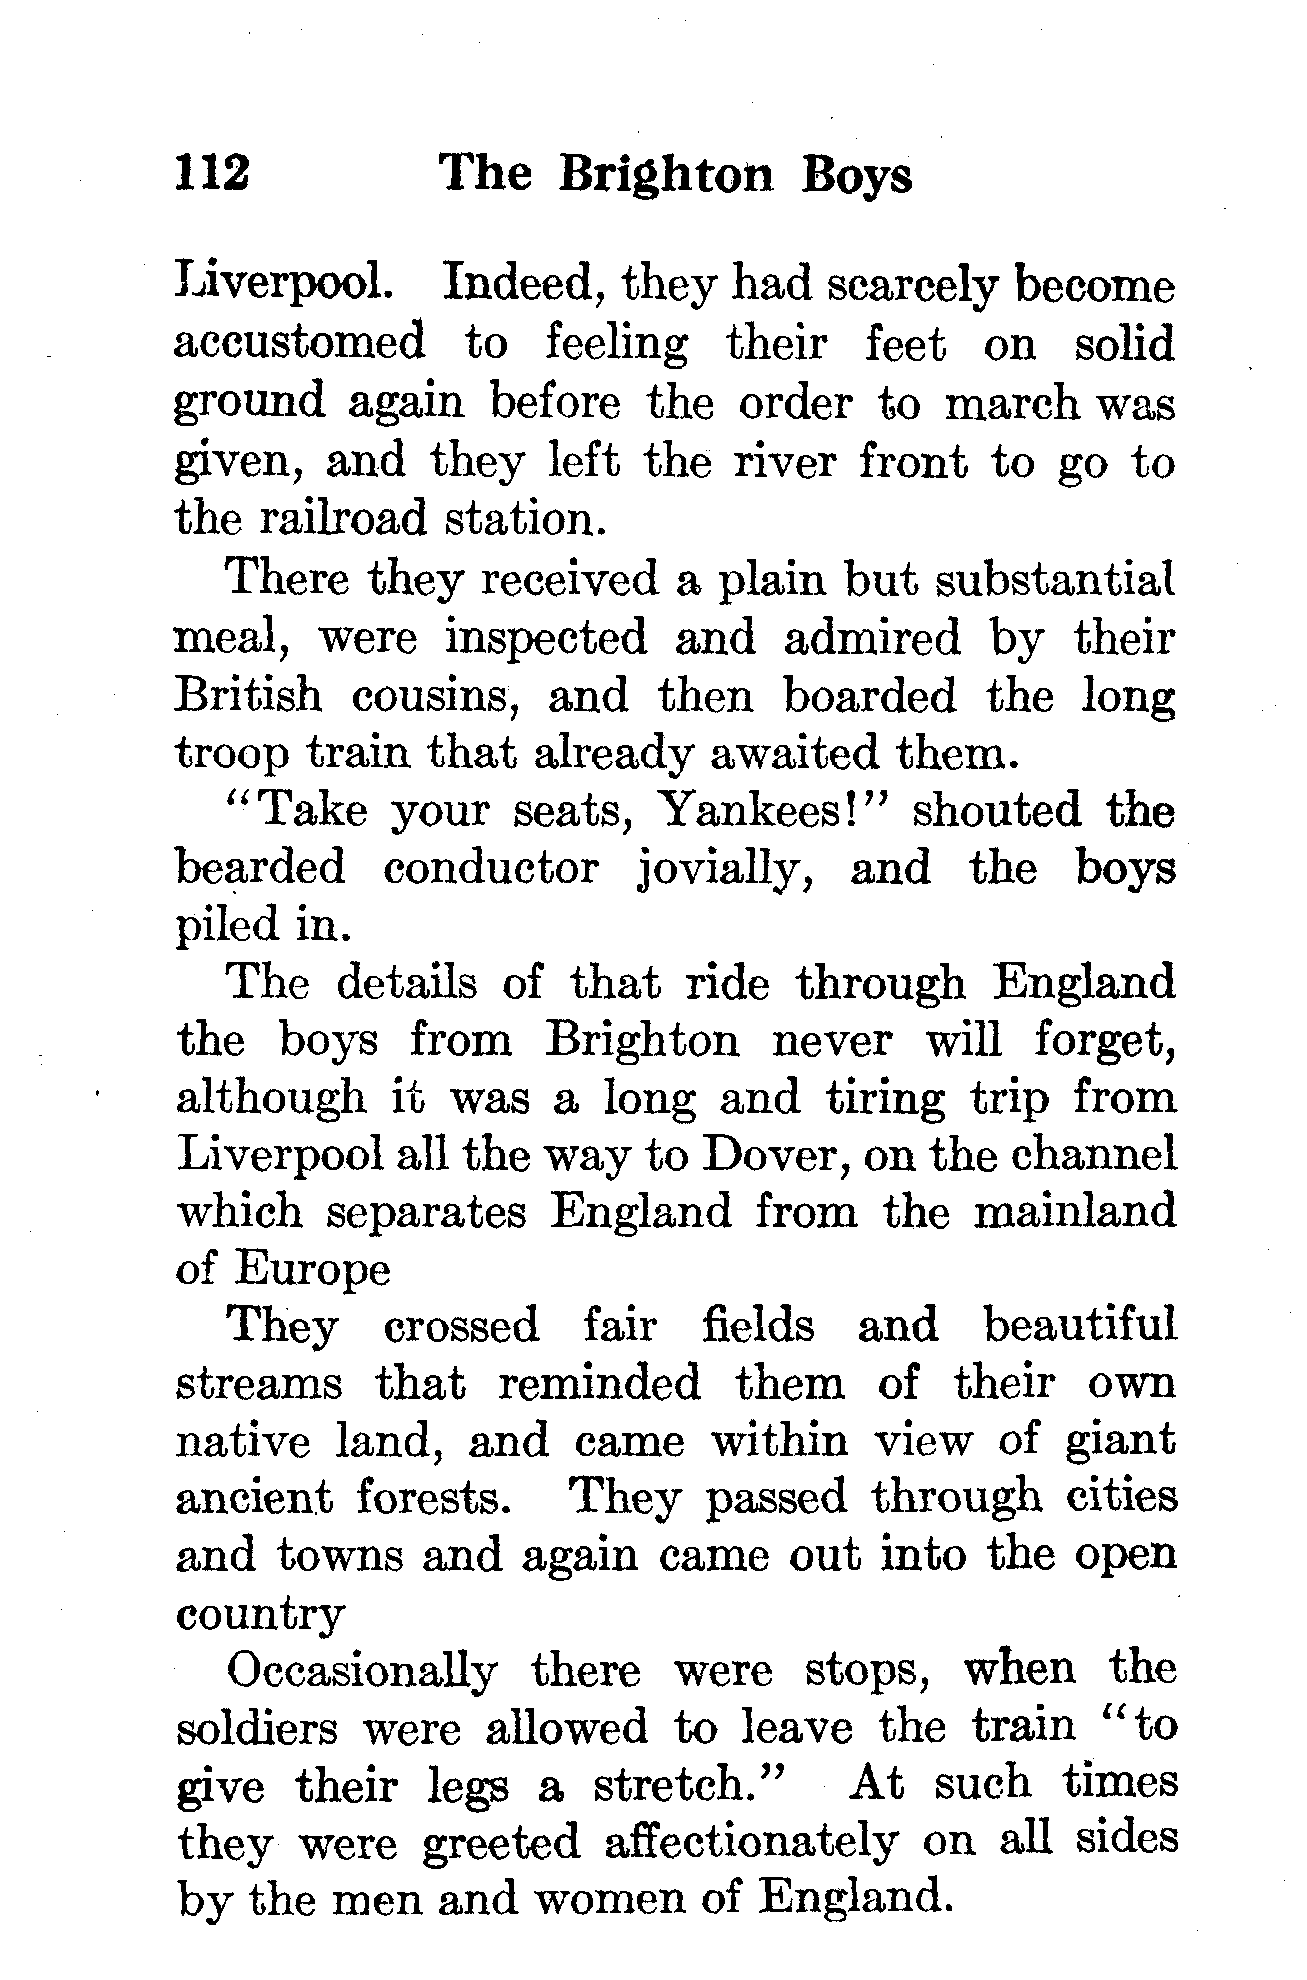 112 The Brighton Boys
Liverpool. Indeed, they had scarcely become
accustomed to feeling their feet on solid
ground again before the order to march was
given, and they left the river front to go to
the railroad station.
There they received a plain but substantial
meal, were inspected and admired by their
British cousins, and then boarded the long
troop train that already awaited them.
“Take your seats, Yankees!” shouted the
bearded conductor jovially, and the boys
piled in.
The details of that ride through England
the boys from Brighton never will forget,
although it was a long and tiring trip from
Liverpool all the way to Dover, on the channel
which separates England from the mainland
of Europe
They crossed fair fields and beautiful
streams that reminded them of their own
native land, and came within view of giant
ancient forests. They passed through cities
and towns and again came out into the open
country
Occasionally there were stops, when the
soldiers were allowed to leave the train “to
give their legs a stretch.” At such times
they were greeted affectionately on all sides
by the men and women of England.